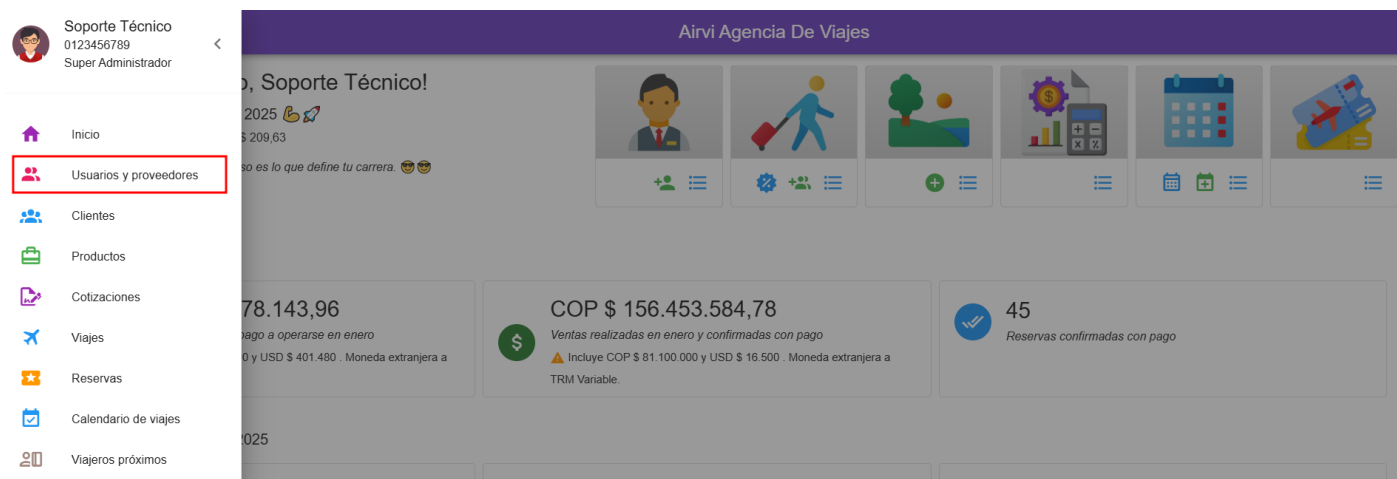 Soporte Técnico
0123456789
Super Administrador
Inicio
Usuarios y proveedores
Clientes
Productos
Cotizaciones
Viajes
Reservas
Calendario de viajes
Viajeros próximos
Airvi Agencia De Viajes
, Soporte Técnico!
2025
$ 209,63
so es lo que define tu carrera.
78.143,96
pago a operarse en enero
0 y USD $ 401.480 . Moneda extranjera a
COP $ 156.453.584,78
Ventas realizadas en enero y confirmadas con pago
Incluye COP $ 81.100.000 y USD $ 16.500 . Moneda extranjera a
TRM Variable.
45
Reservas confirmadas con pago
2025